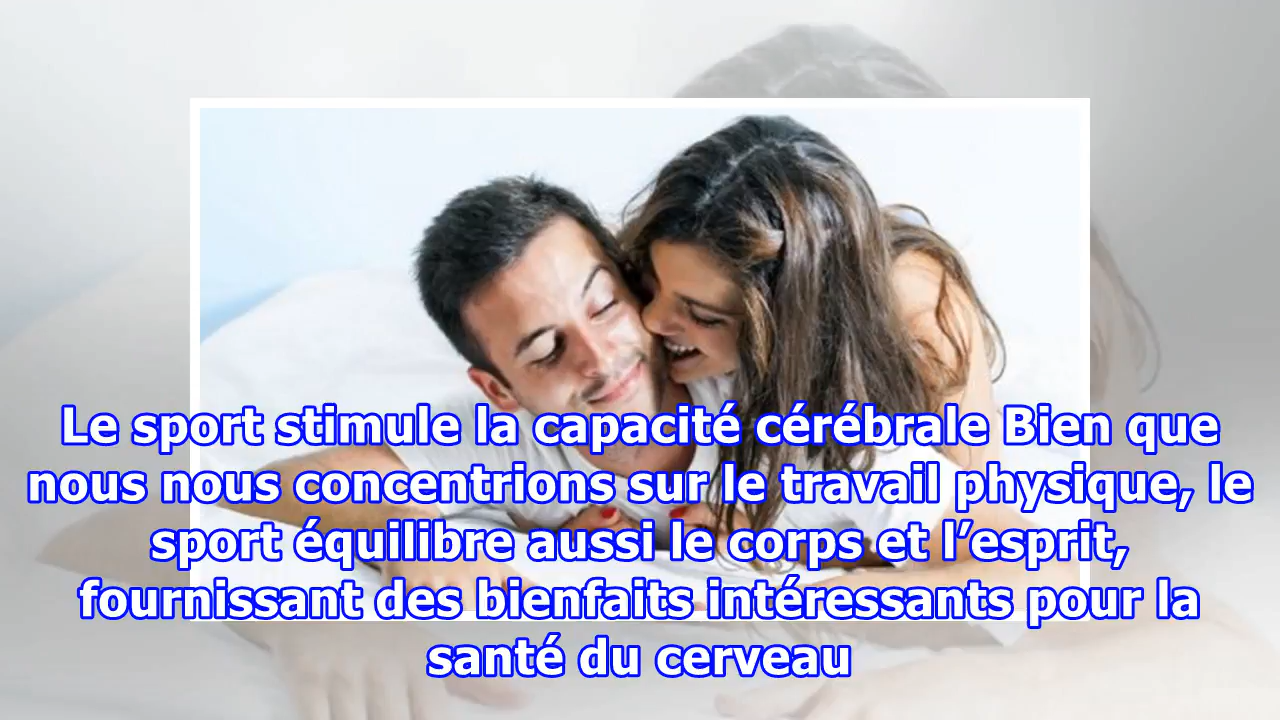 Le sport stimule la capacité cérébrale Bien que
nous nous concentrions sur le travail physique, le
sport équilibre aussi le corps et l’esprit,
fournissant des bienfaits intéressants pour la
santé du cerveau